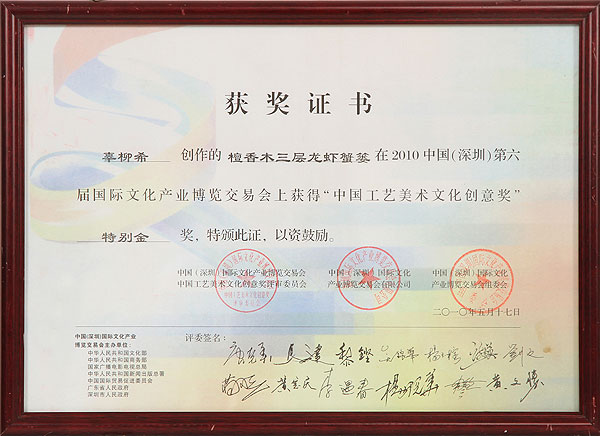 获奖证书
辜柳希 创作的 檀香木三层龙虾蟹篓 在2010中国(深圳)第六
届国际文化产业博览交易会上获得“中国工艺美术文化创意奖”
特别金 奖,特颁此证,以资鼓励。
中国(深圳)国际文化产业博览交易会
中国工艺美术文化创意奖评审委员会
中国(深圳)国际文化
产业博览交易会有限公司
中国(深圳)国际文化
产业博览交易会组委会
二〇一〇年五月十七日
中国(深圳)国际文化产业
博览交易会主办单位:
中华人民共和国文化部
中华人民共和国商务部
国家广播电影电视总局
中华人民共和国新闻出版总署
中国国际贸易促进委员会
广东省人民政府
深圳市人民政府
评委签名: